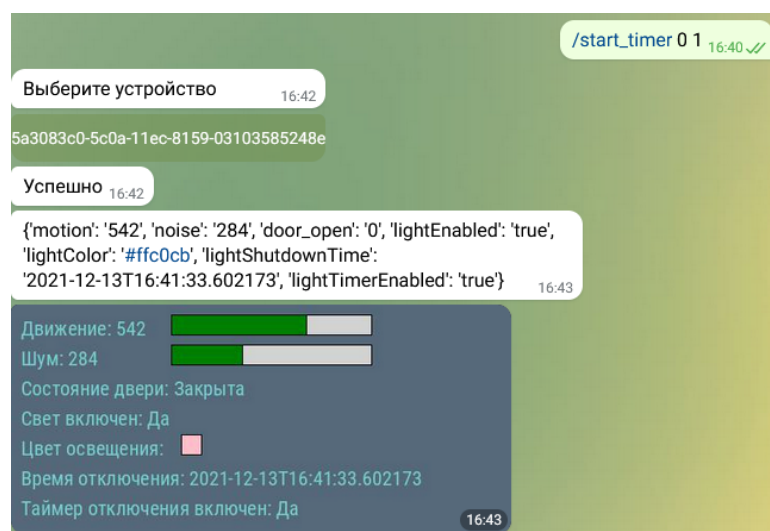 /start_timer 0 1 16:40
Выберите устройство 16:42
5a3083c0-5c0a-11ec-8159-03103585248e
Успешно 16:42
{'motion': '542', 'noise': '284', 'door_open': '0', 'lightEnabled': 'true',
'lightColor': '#ffc0cb', 'lightShutdownTime':
'2021-12-13T16:41:33.602173', 'lightTimerEnabled': 'true'} 16:43
Движение: 542
Шум: 284
Состояние двери: Закрыта
Свет включен: Да
Цвет освещения:
Время отключения: 2021-12-13T16:41:33.602173
Таймер отключения включен: Да
16:43